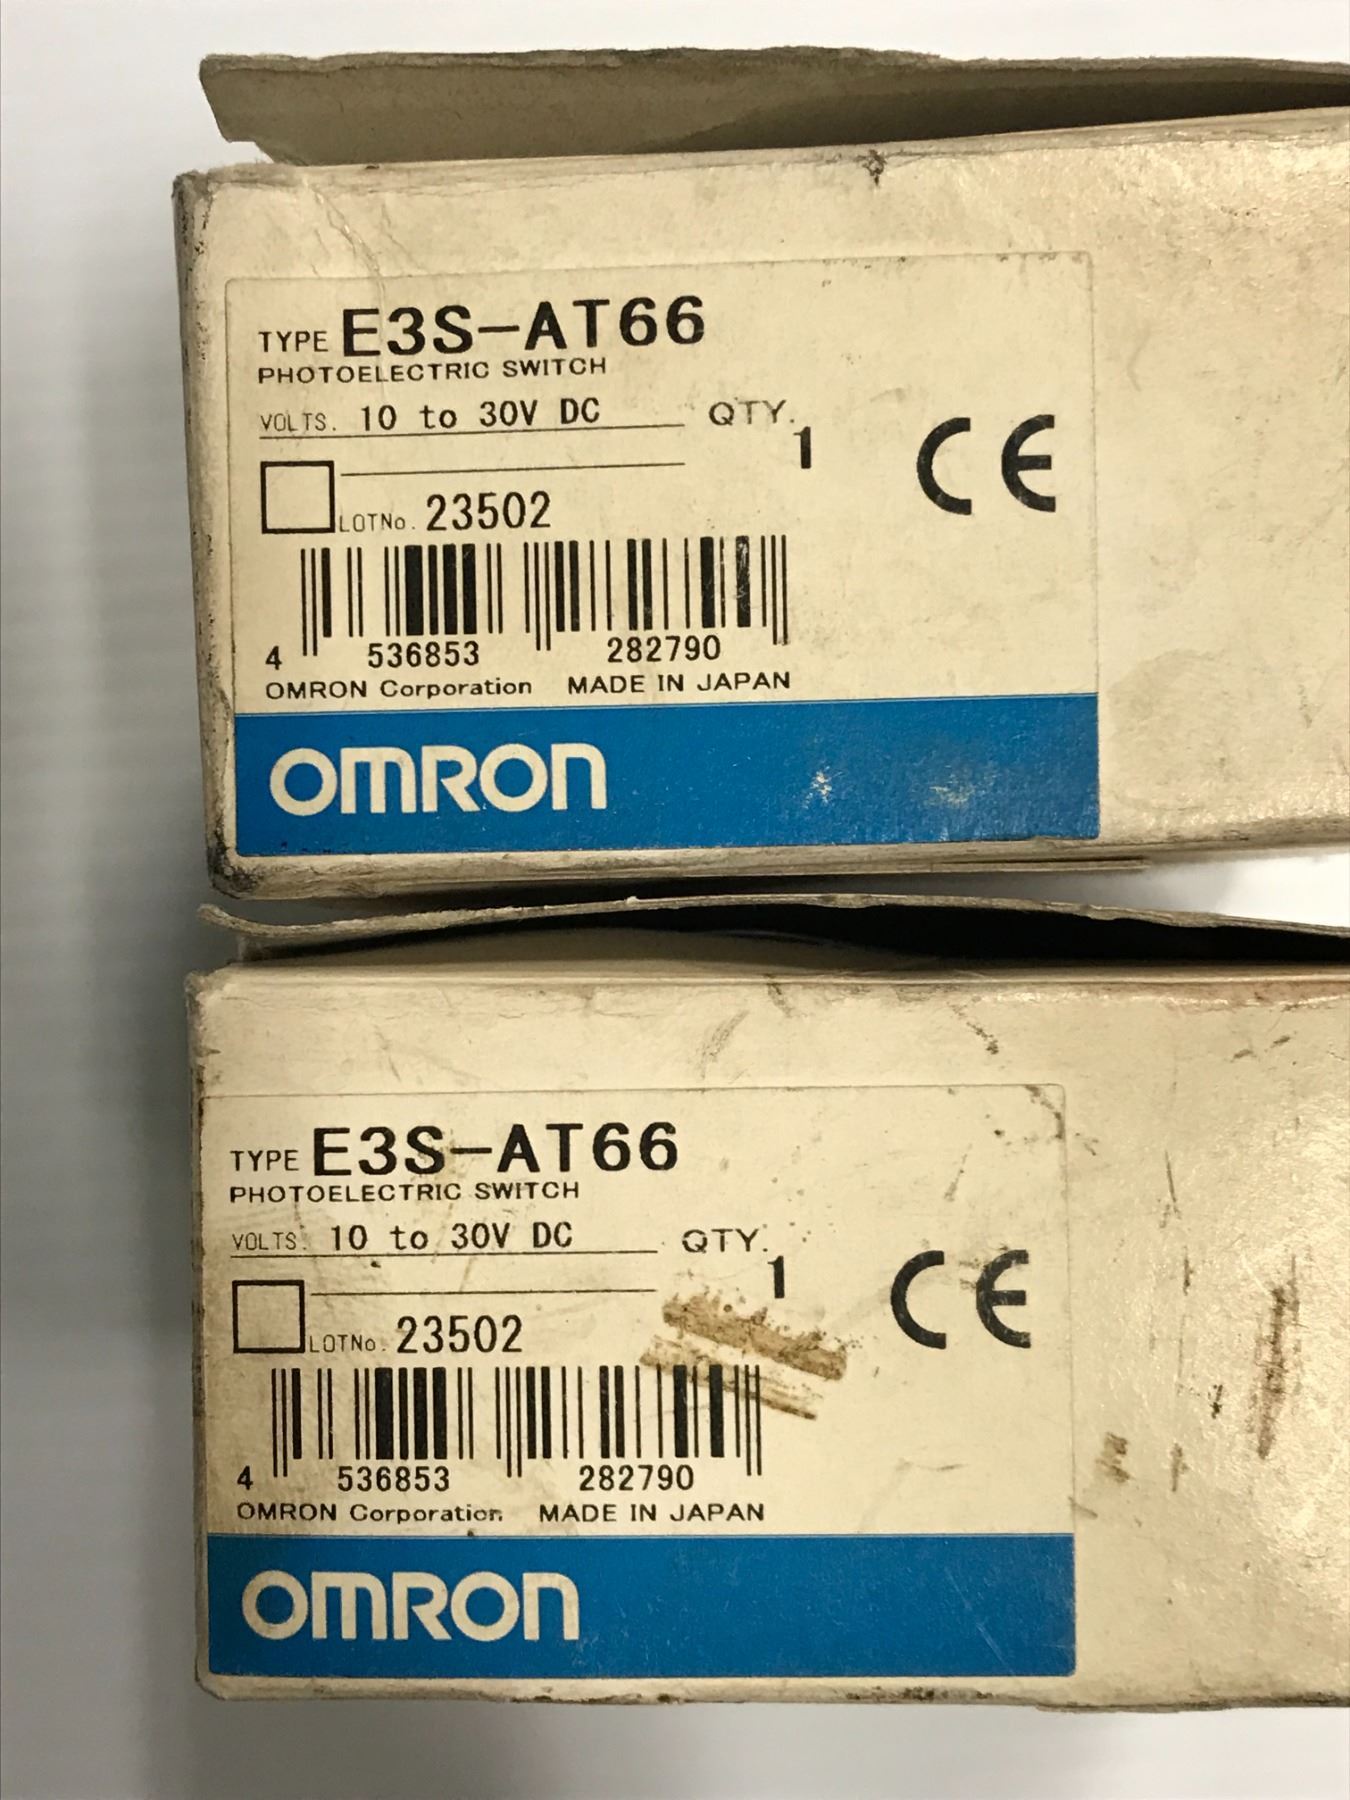 TYPE E3S-AT66
PHOTOELECTRIC SWITCH
VOLTS. 10 to 30V DC QTY. 1
CE
LOTNo. 23502
4 536853 282790
OMRON Corporation MADE IN JAPAN
OMRON
TYPE E3S-AT66
PHOTOELECTRIC SWITCH
VOLTS. 10 to 30V DC QTY. 1
CE
LOTNo. 23502
4 536853 282790
OMRON Corporation MADE IN JAPAN
OMRON